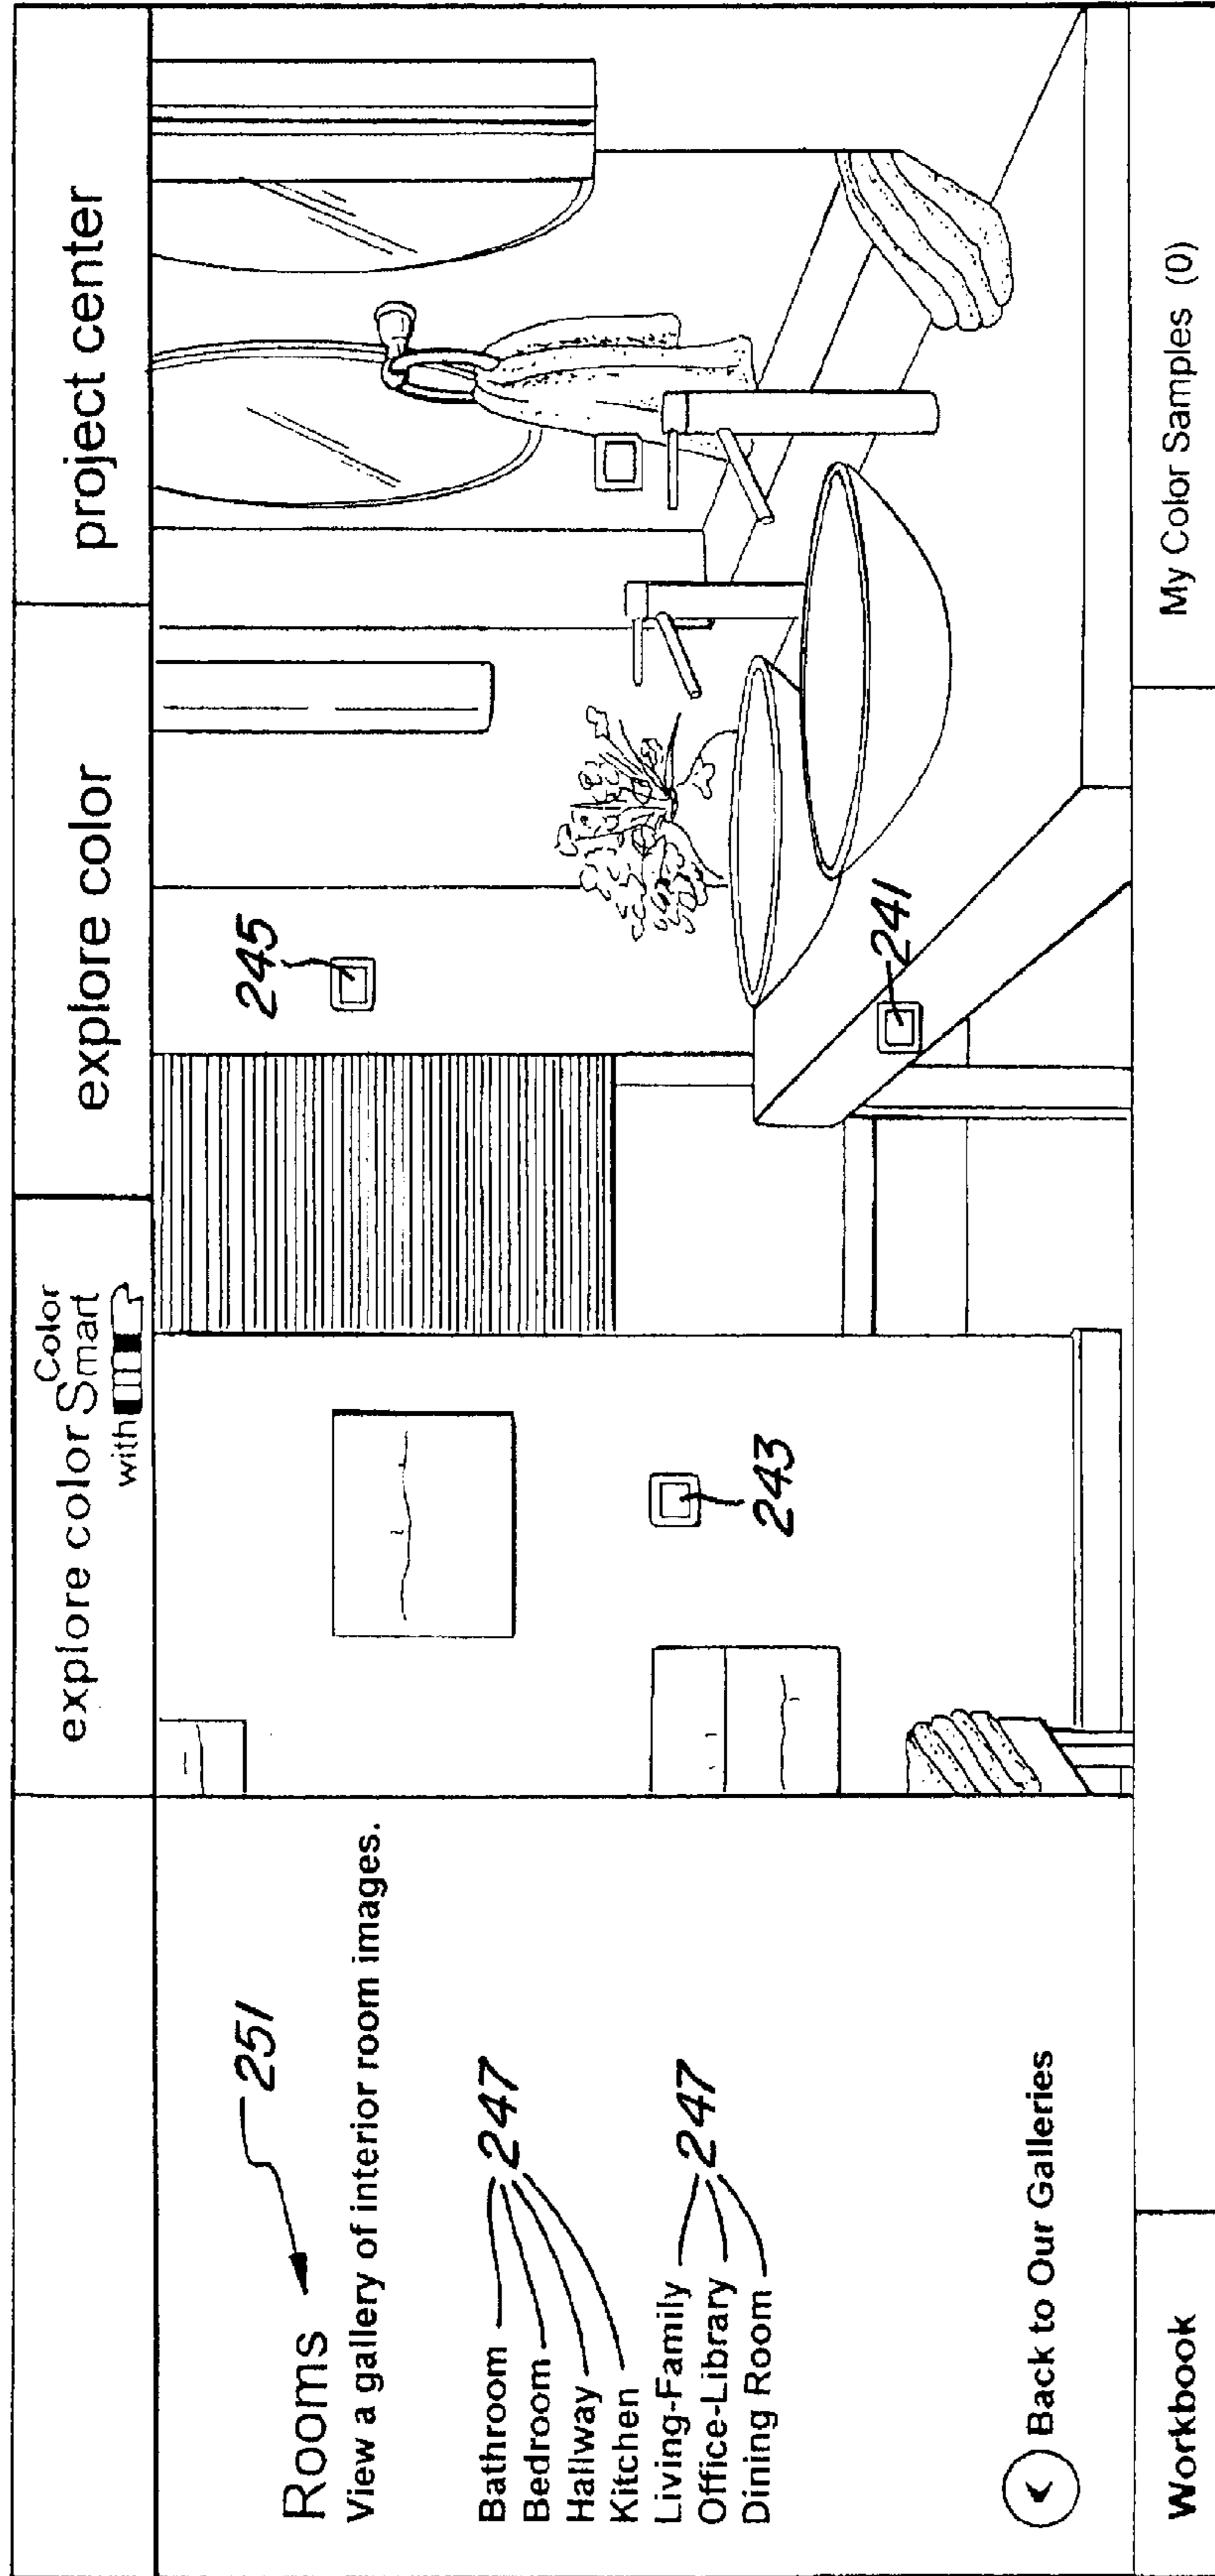 explore color
Color
Smart
with
explore color
project center
251
Rooms
View a gallery of interior room images.
Bathroom
Bedroom
247
Hallway
Kitchen
Living-Family
Office-Library
247
Dining Room
Back to Our Galleries
245
243
241
Workbook
My Color Samples (0)